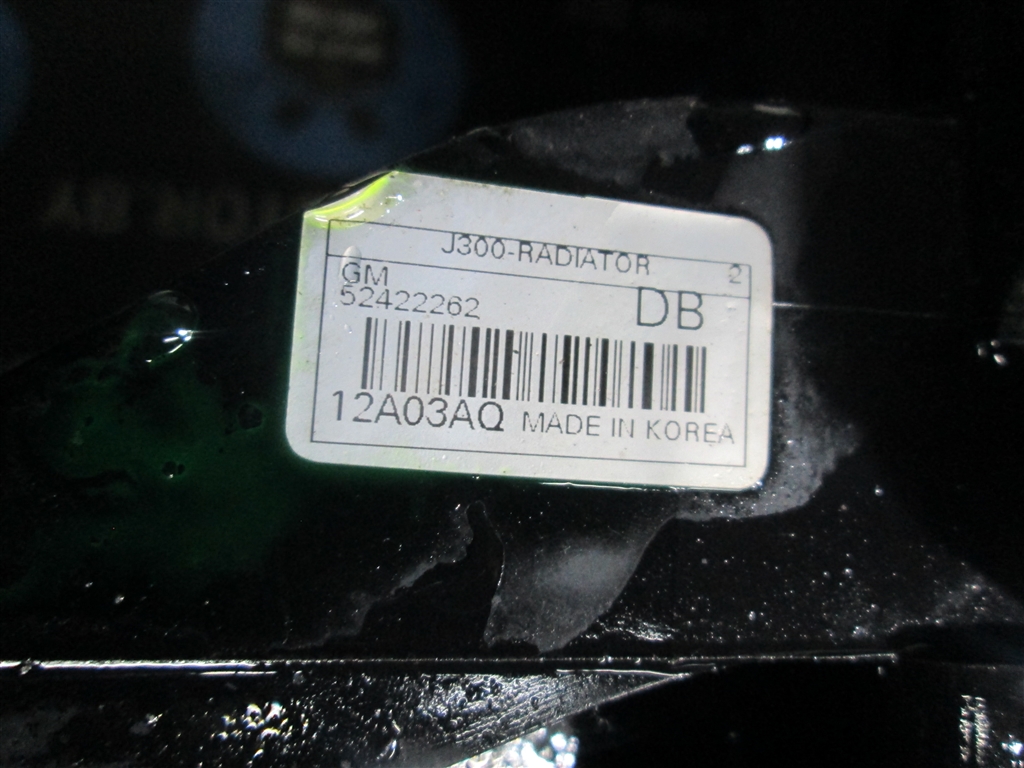 J300-RADIATOR 2
GM
52422262 DB
12A03AQ MADE IN KOREA